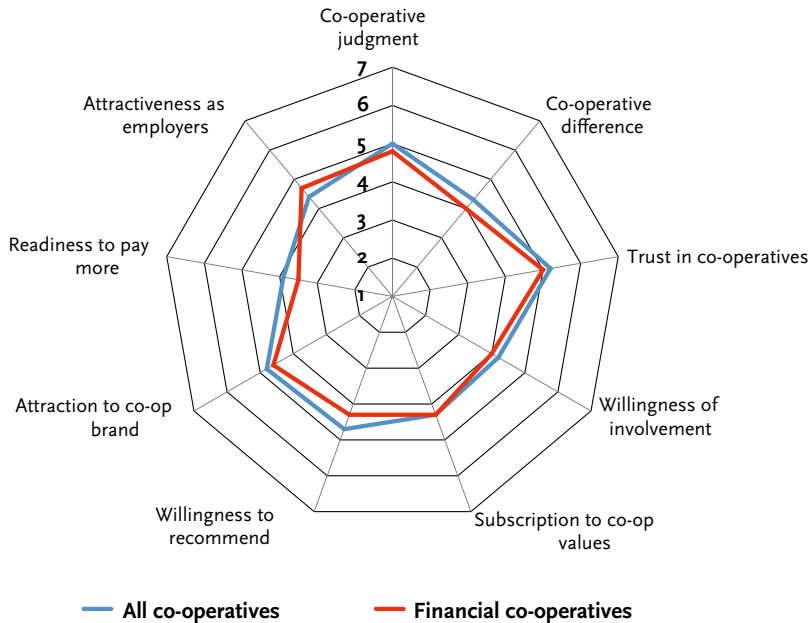 Co-operative
judgment
7
6
5
4
3
2
1
Attractiveness as
employers
Co-operative
difference
Readiness to pay
more
Trust in co-operatives
Attraction to co-op
brand
Willingness of
involvement
Willingness to
recommend
Subscription to co-op
values
All co-operatives
Financial co-operatives